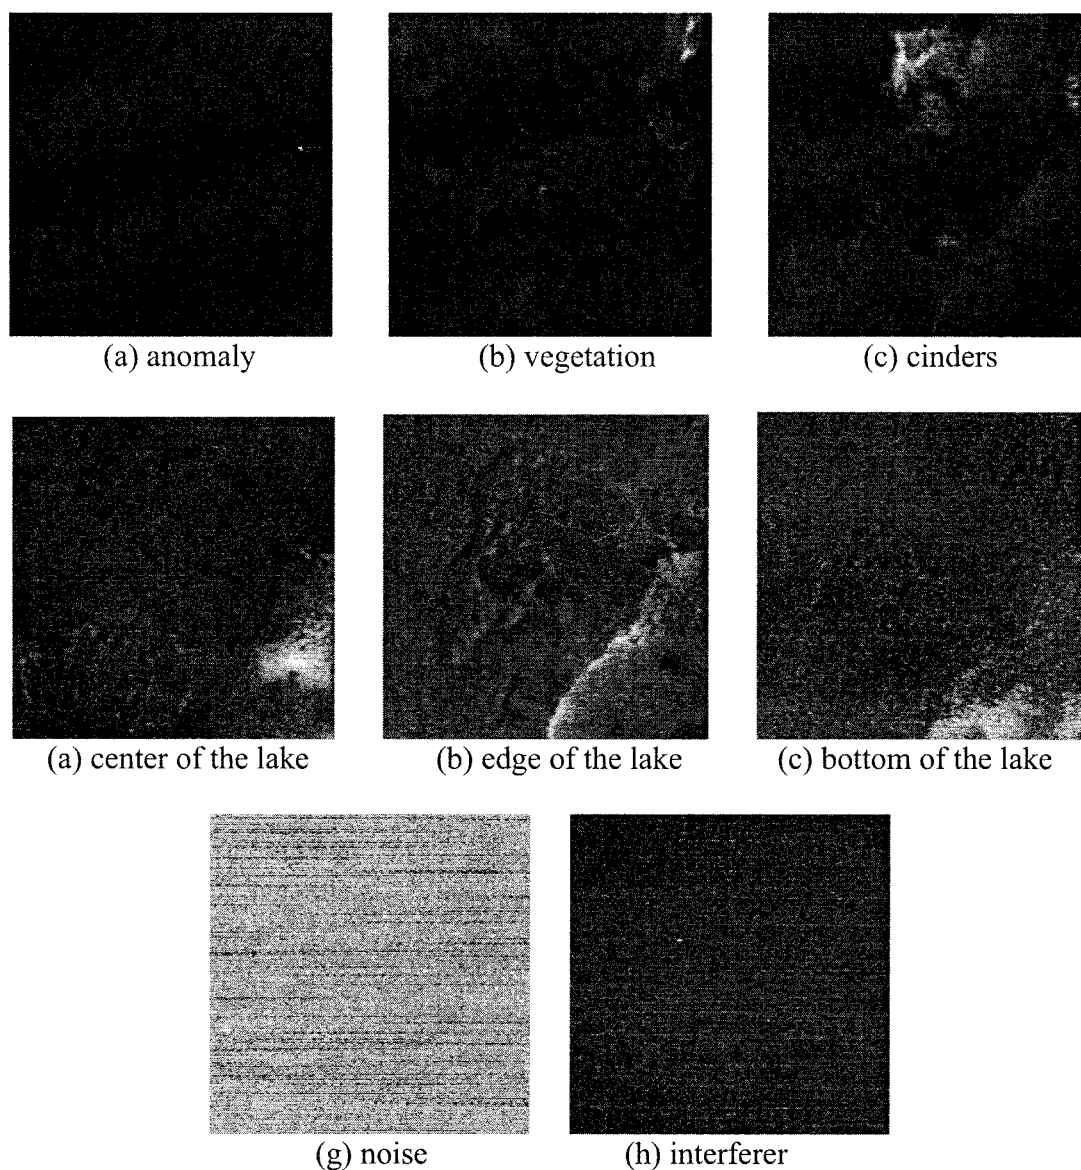 (a) anomaly
(b) vegetation
(c) cinders
(a) center of the lake
(b) edge of the lake
(c) bottom of the lake
(g) noise
(h) interferer